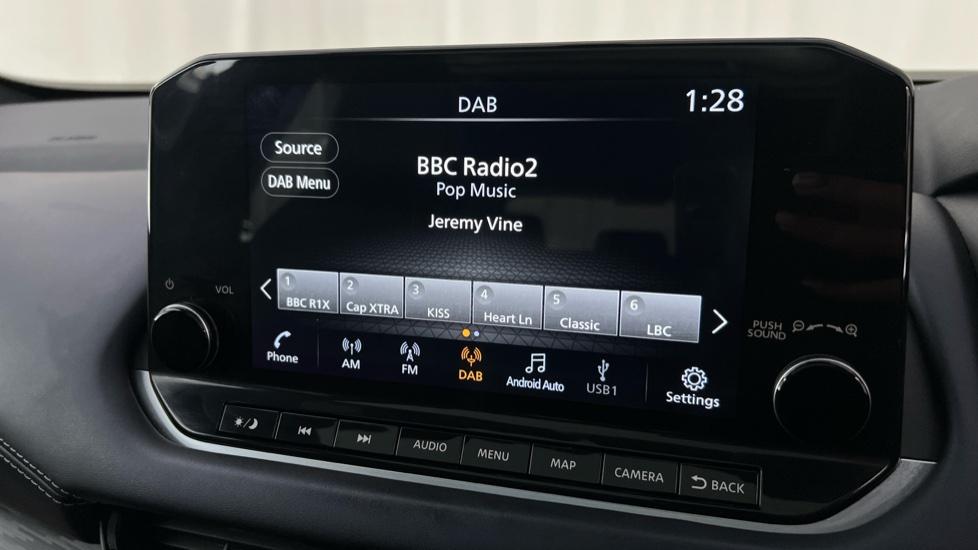 DAB
1:28
Source
DAB Menu
BBC Radio2
Pop Music
Jeremy Vine
1
BBC R1X
2
Cap XTRA
3
KISS
4
Heart Ln
5
Classic
6
LBC
VOL
PUSH
SOUND
Phone
AM
FM
DAB
Android Auto
USB1
Settings
AUDIO
MENU
MAP
CAMERA
BACK